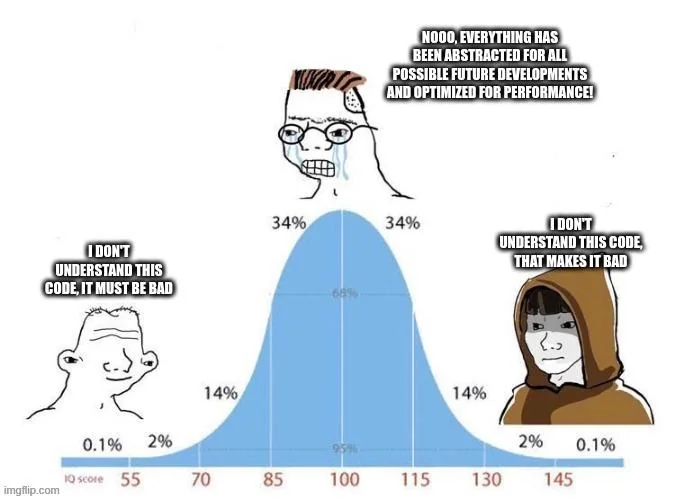 NOOO, EVERYTHING HAS
BEEN ABSTRACTED FOR ALL
POSSIBLE FUTURE DEVELOPMENTS
AND OPTIMIZED FOR PERFORMANCE!
I DON'T
UNDERSTAND THIS
CODE, IT MUST BE BAD
I DON'T
UNDERSTAND THIS CODE,
THAT MAKES IT BAD
34% 34%
68%
14% 14%
95%
0.1% 2% 2% 0.1%
IQ score 55 70 85 100 115 130 145
imgflip.com